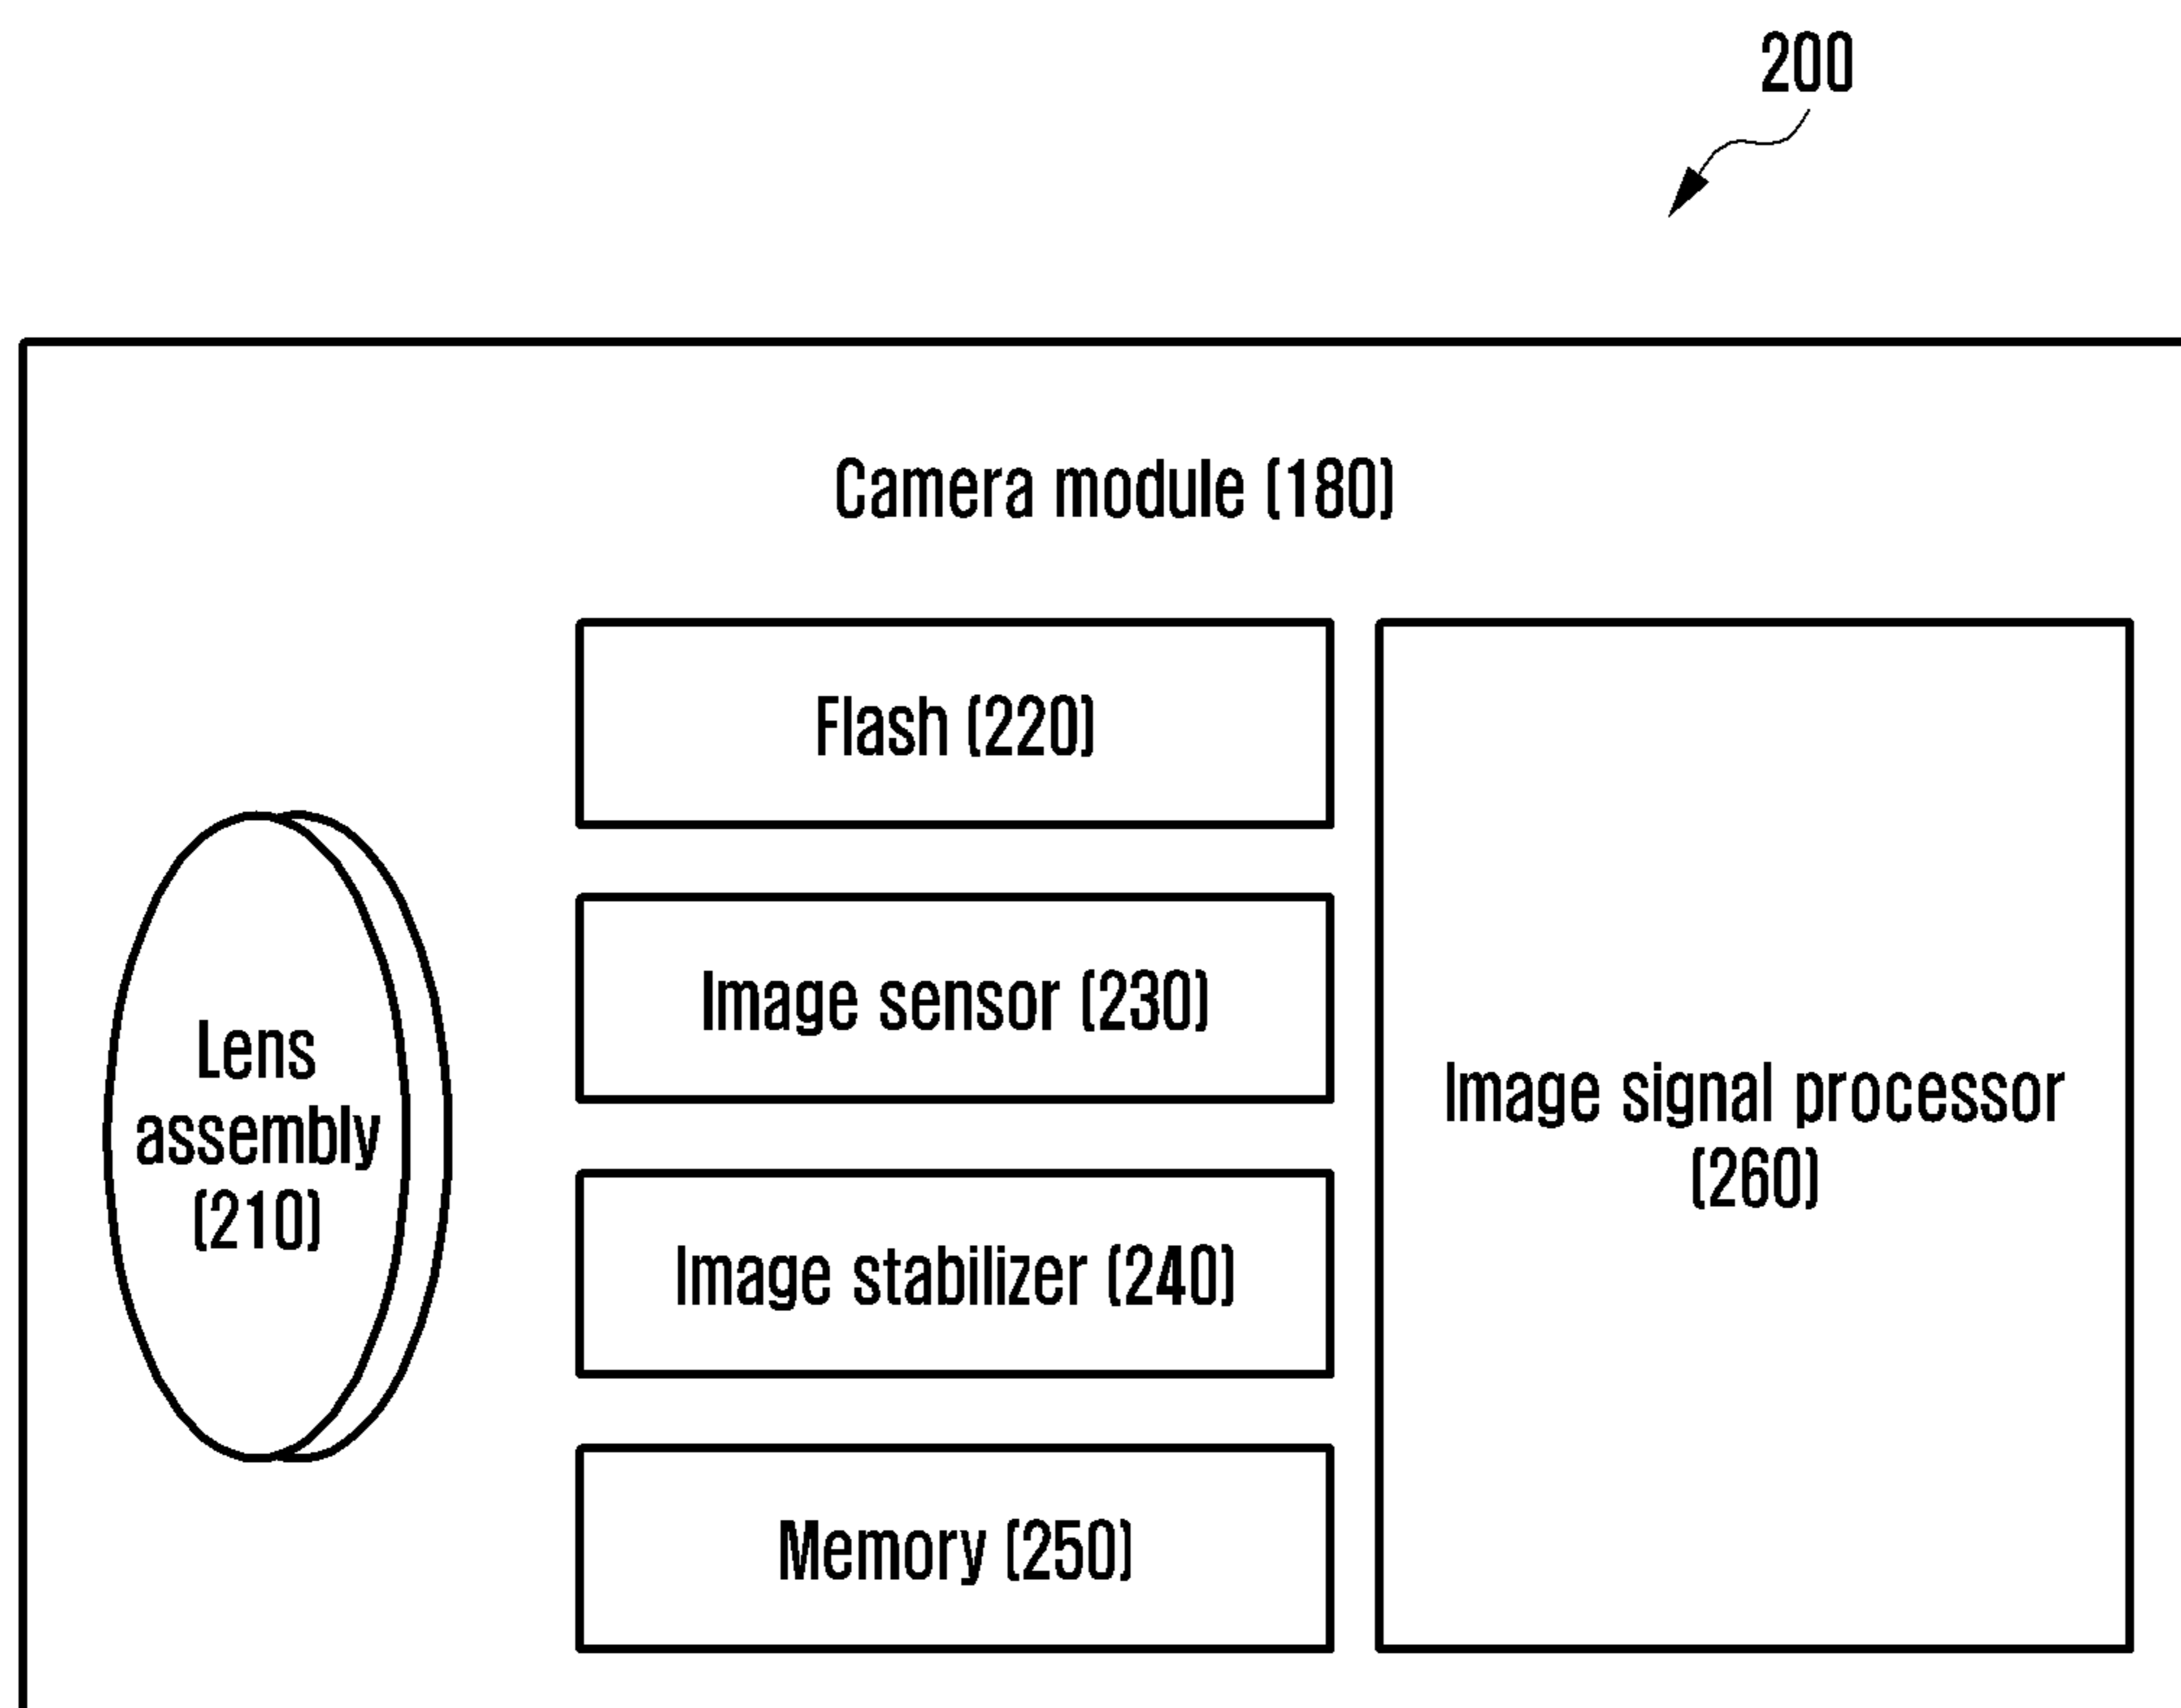 200
Camera module (180)
Flash (220)
Image sensor (230)
Lens
assembly
(210)
Image signal processor
(260)
Image stabilizer (240)
Memory (250)